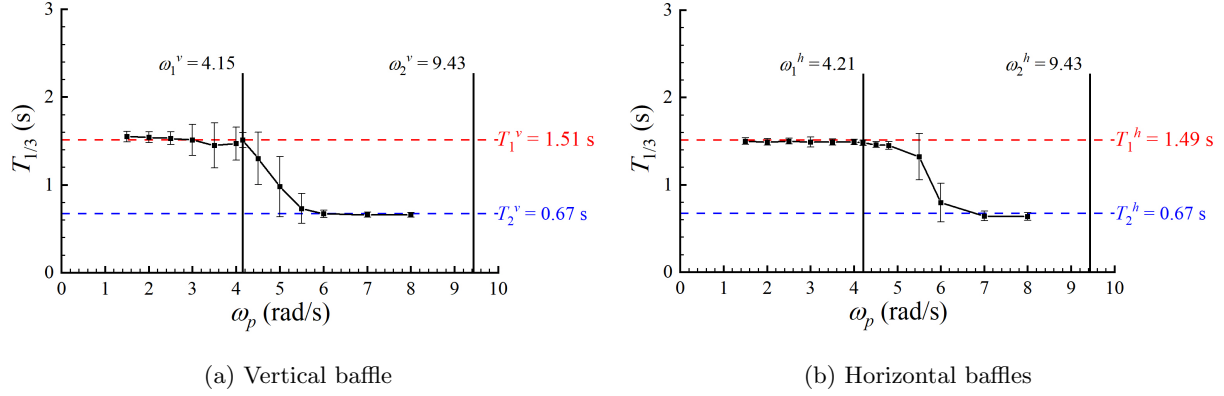 3
2
1
0
T1/3 (s)
ω1ᵛ = 4.15
ω2ᵛ = 9.43
T1ᵛ = 1.51 s
T2ᵛ = 0.67 s
0 1 2 3 4 5 6 7 8 9 10
ωp (rad/s)
(a) Vertical baffle
3
2
1
0
T1/3 (s)
ω1ʰ = 4.21
ω2ʰ = 9.43
T1ʰ = 1.49 s
T2ʰ = 0.67 s
0 1 2 3 4 5 6 7 8 9 10
ωp (rad/s)
(b) Horizontal baffles